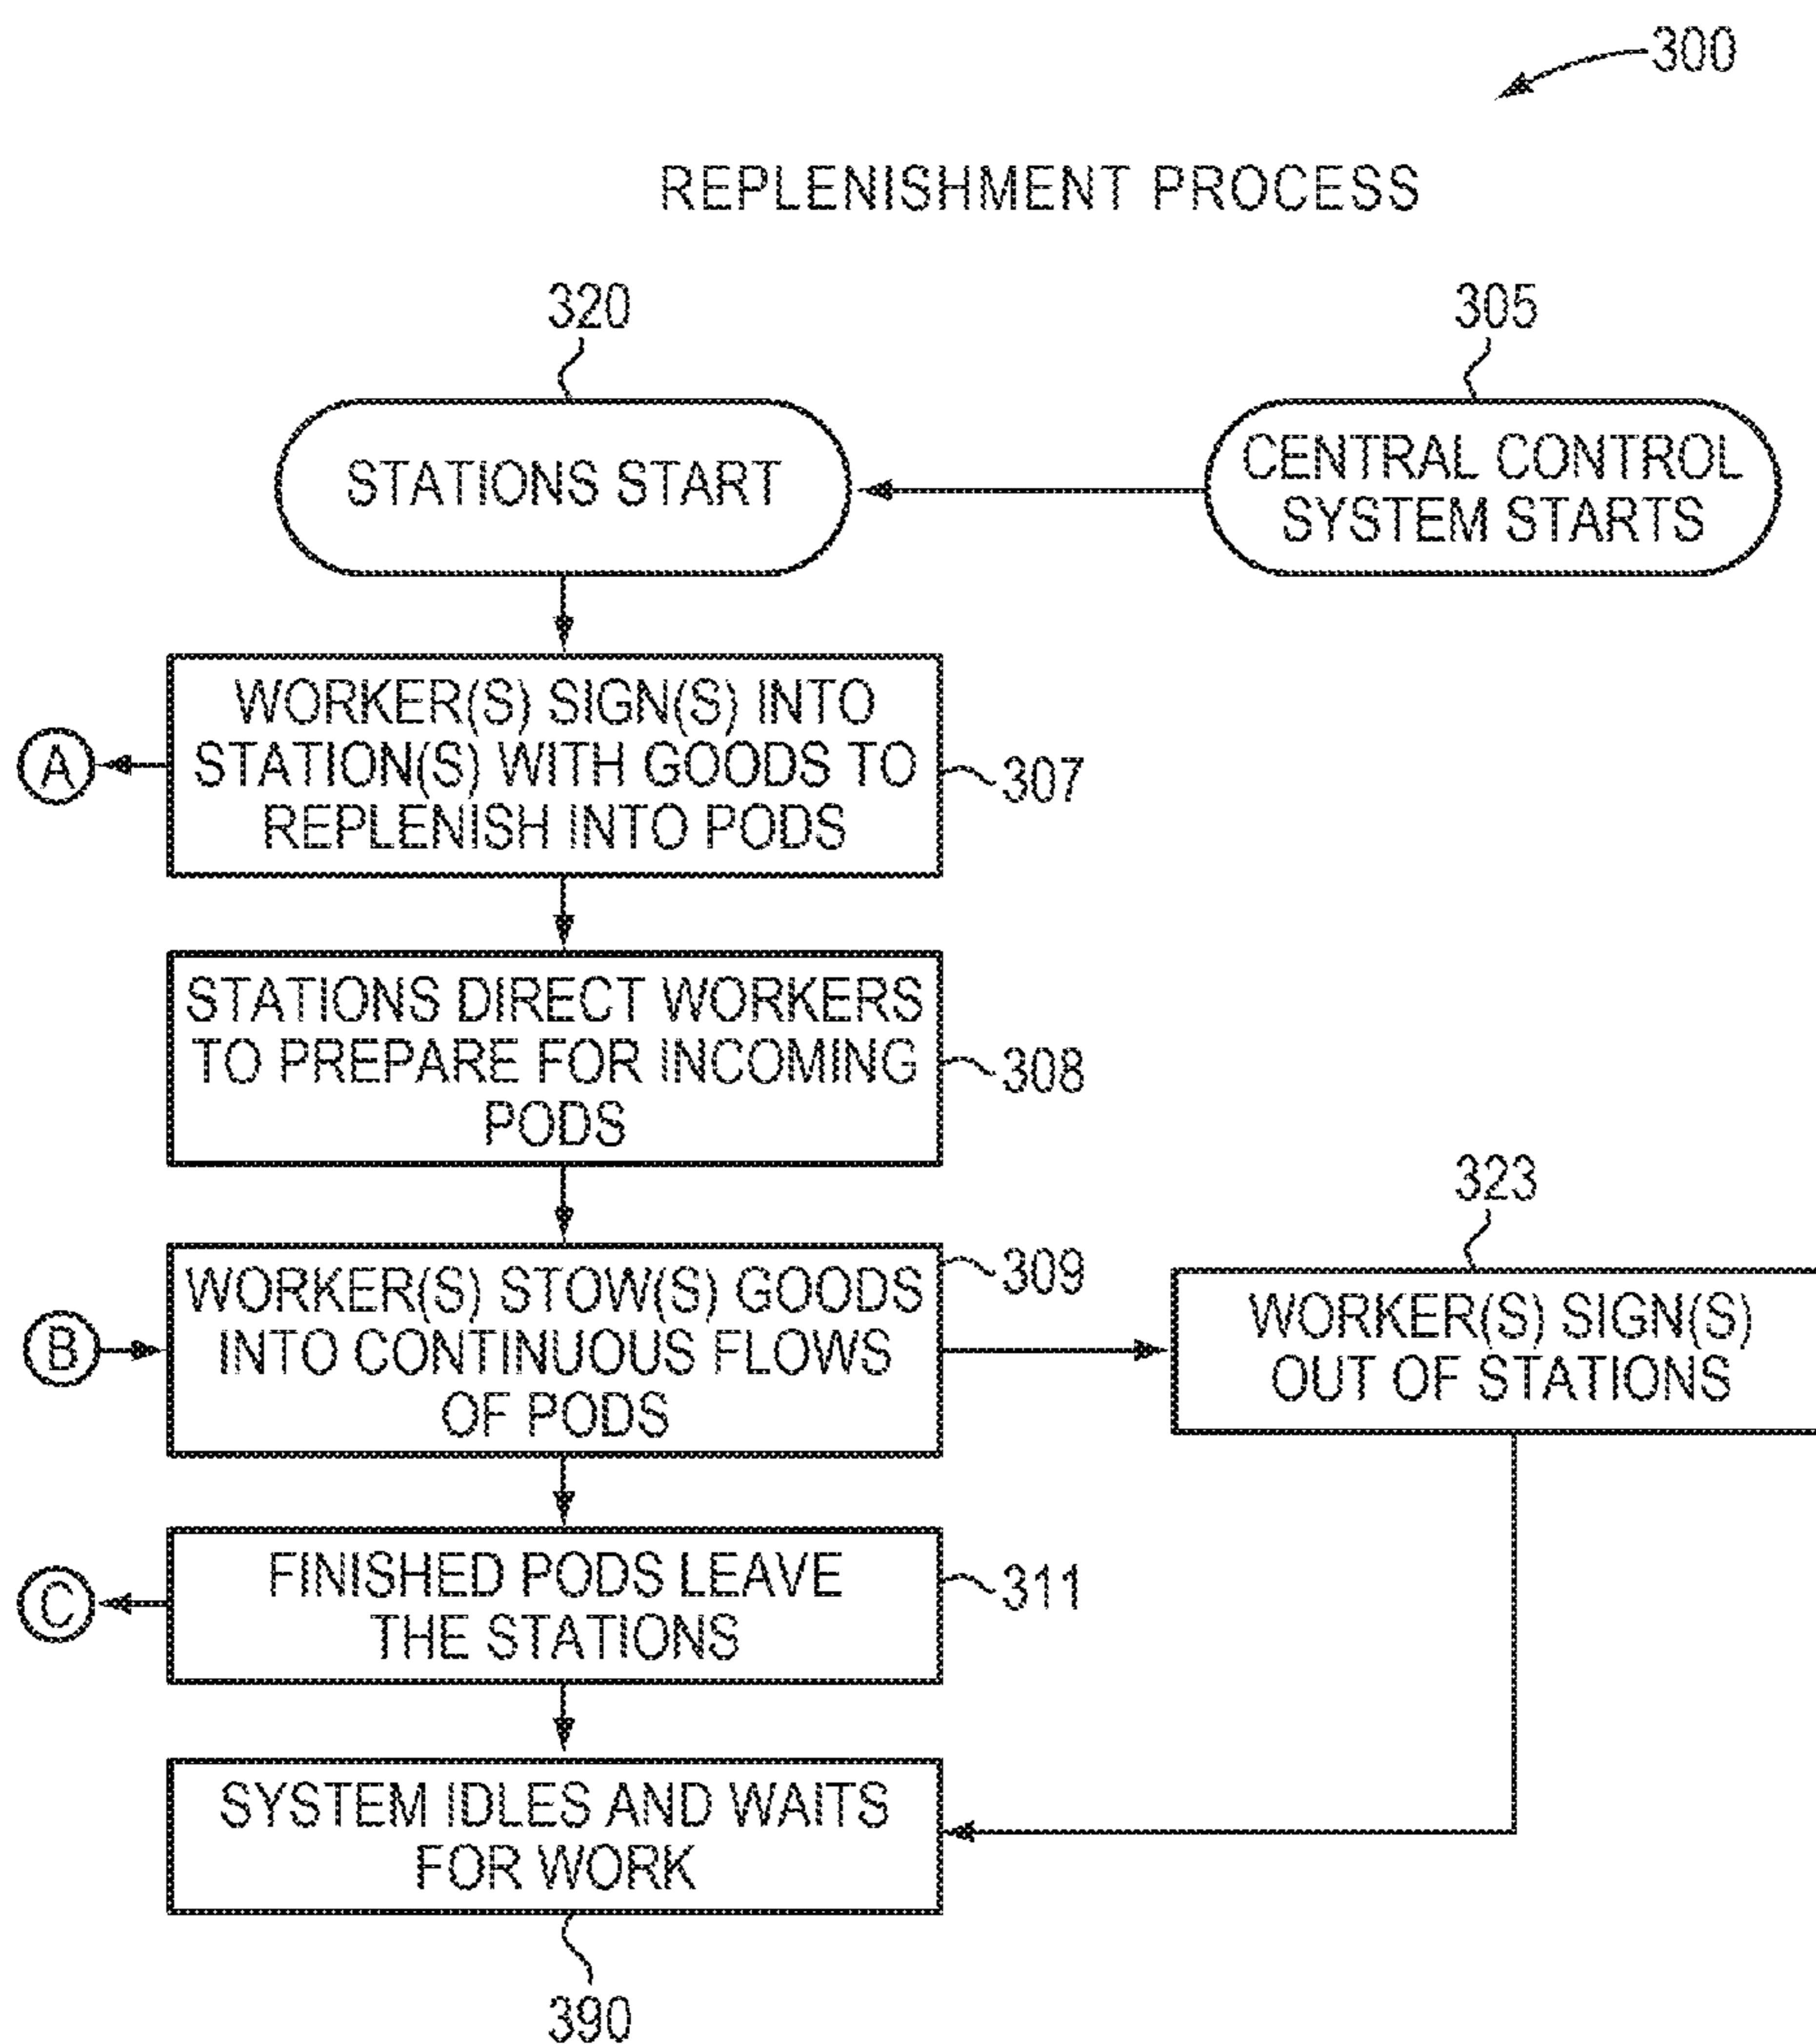 300
REPLENISHMENT PROCESS
320
305
STATIONS START
CENTRAL CONTROL
SYSTEM STARTS
WORKER(S) SIGN(S) INTO
STATION(S) WITH GOODS TO
REPLENISH INTO PODS
A
307
STATIONS DIRECT WORKERS
TO PREPARE FOR INCOMING
PODS
308
323
WORKER(S) STOW(S) GOODS
INTO CONTINUOUS FLOWS
OF PODS
309
B
WORKER(S) SIGN(S)
OUT OF STATIONS
FINISHED PODS LEAVE
THE STATIONS
311
C
SYSTEM IDLES AND WAITS
FOR WORK
390